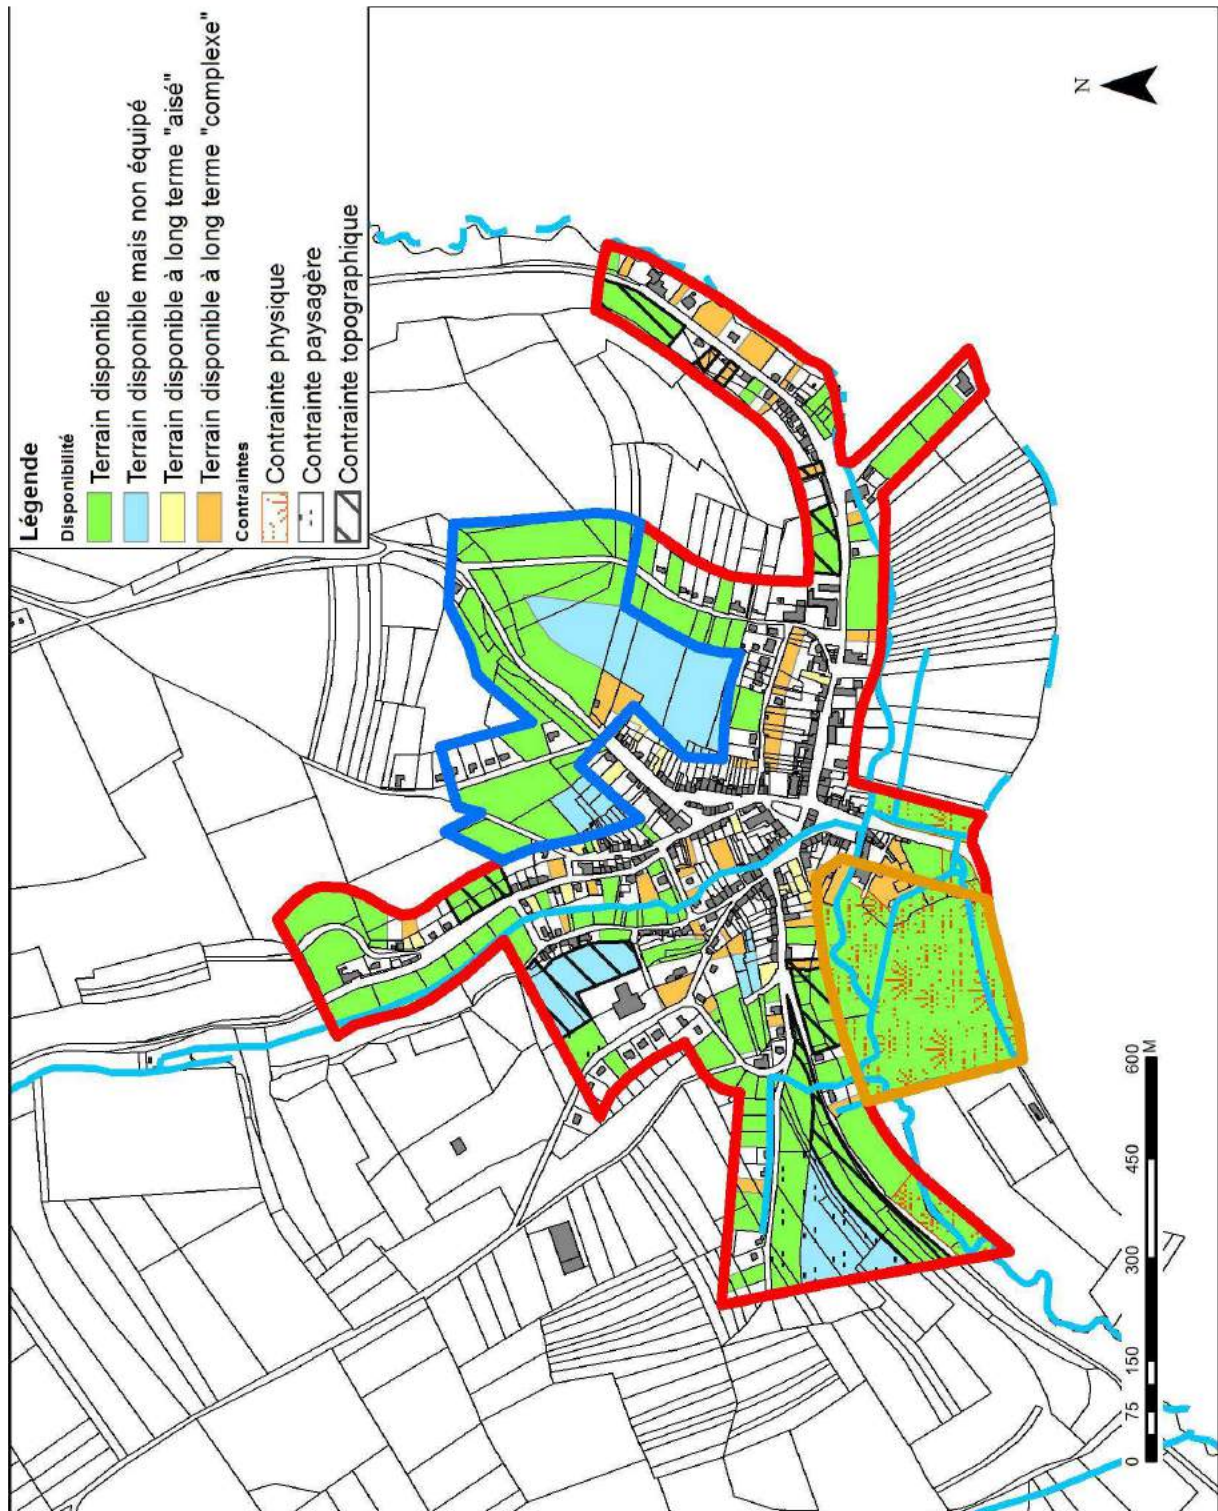 Légende
Disponibilité
Terrain disponible
Terrain disponible mais non équipé
Terrain disponible à long terme "aisé"
Terrain disponible à long terme "complexe"
Contraintes
Contrainte physique
Contrainte paysagère
Contrainte topographique
N
0 75 150 300 450 600
M